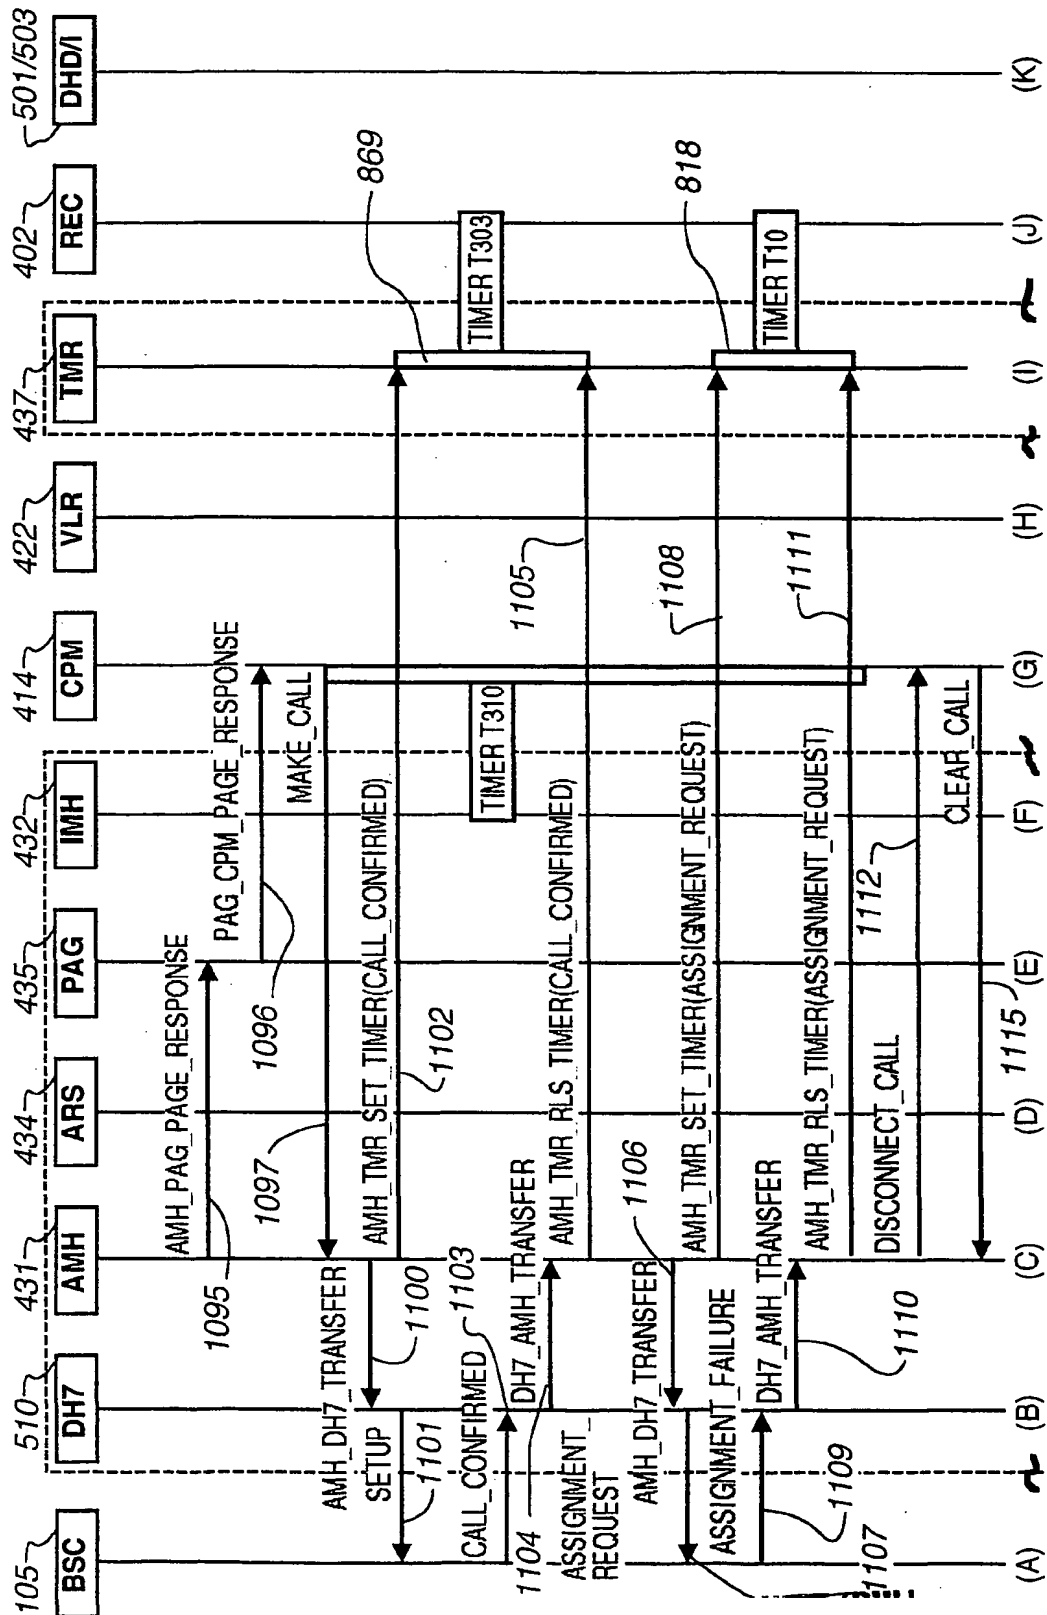 105
BSC
510
DH7
431
AMH
434
ARS
435
PAG
432
IMH
414
CPM
422
VLR
437
TMR
402
REC
501/503
DHD/I
AMH_PAG_PAGE_RESPONSE
1095
PAG_CPM_PAGE_RESPONSE
1096
MAKE_CALL
1097
AMH_DH7_TRANSFER
1100
SETUP
1101
AMH_TMR_SET_TIMER(CALL_CONFIRMED)
1102
869
TIMER T310
TIMER T303
CALL_CONFIRMED
1103
DH7_AMH_TRANSFER
1104
AMH_TMR_RLS_TIMER(CALL_CONFIRMED)
1105
ASSIGNMENT_
REQUEST
AMH_DH7_TRANSFER
1106
1107
AMH_TMR_SET_TIMER(ASSIGNMENT_REQUEST)
1108
818
TIMER T10
ASSIGNMENT_FAILURE
1109
DH7_AMH_TRANSFER
1110
AMH_TMR_RLS_TIMER(ASSIGNMENT_REQUEST)
1111
DISCONNECT_CALL
1112
CLEAR_CALL
1115
(A)
(B)
(C)
(D)
(E)
(F)
(G)
(H)
(I)
(J)
(K)